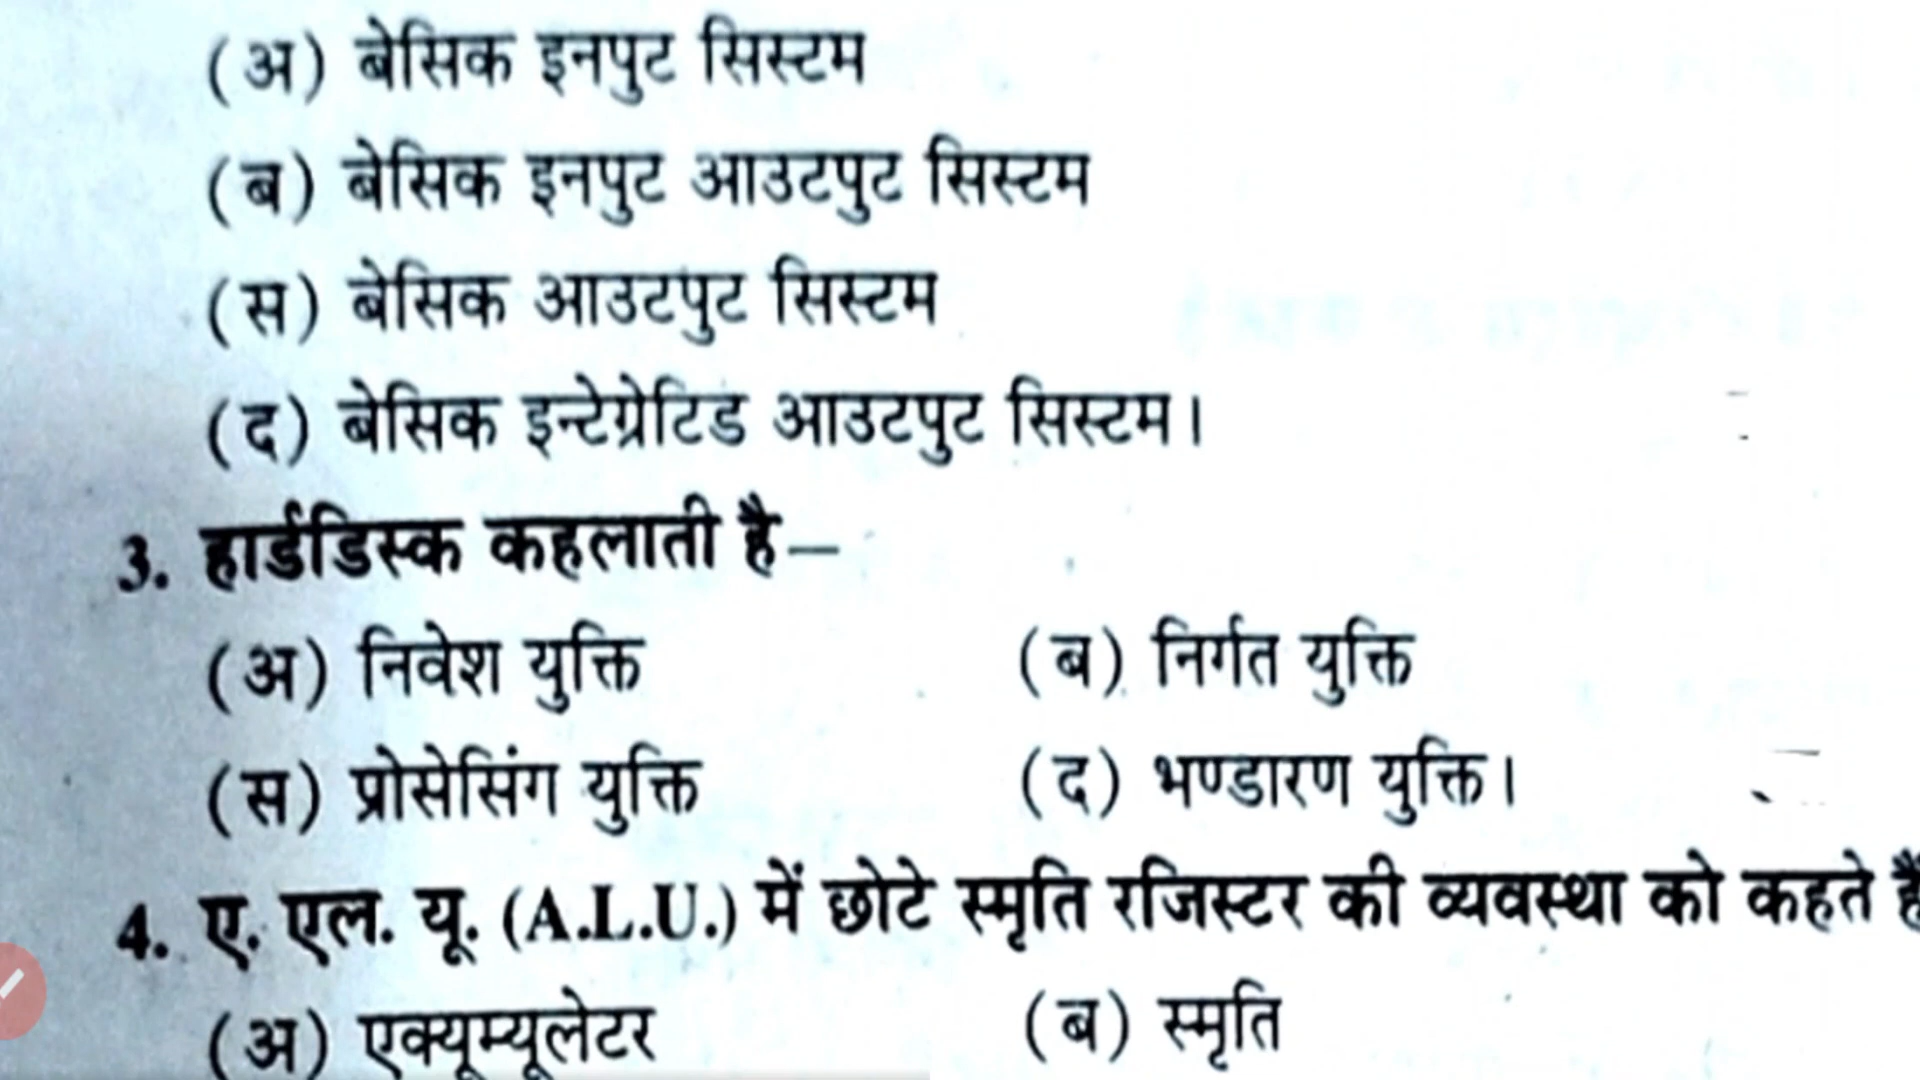 (अ) बेसिक इनपुट सिस्टम
(ब) बेसिक इनपुट आउटपुट सिस्टम
(स) बेसिक आउटपुट सिस्टम
(द) बेसिक इन्टेग्रेटिड आउटपुट सिस्टम।
3. हार्डडिस्क कहलाती है—
(अ) निवेश युक्ति (ब) निर्गत युक्ति
(स) प्रोसेसिंग युक्ति (द) भण्डारण युक्ति।
4. ए. एल. यू. (A.L.U.) में छोटे स्मृति रजिस्टर की व्यवस्था को कहते हैं
(अ) एक्यूम्यूलेटर (ब) स्मृति